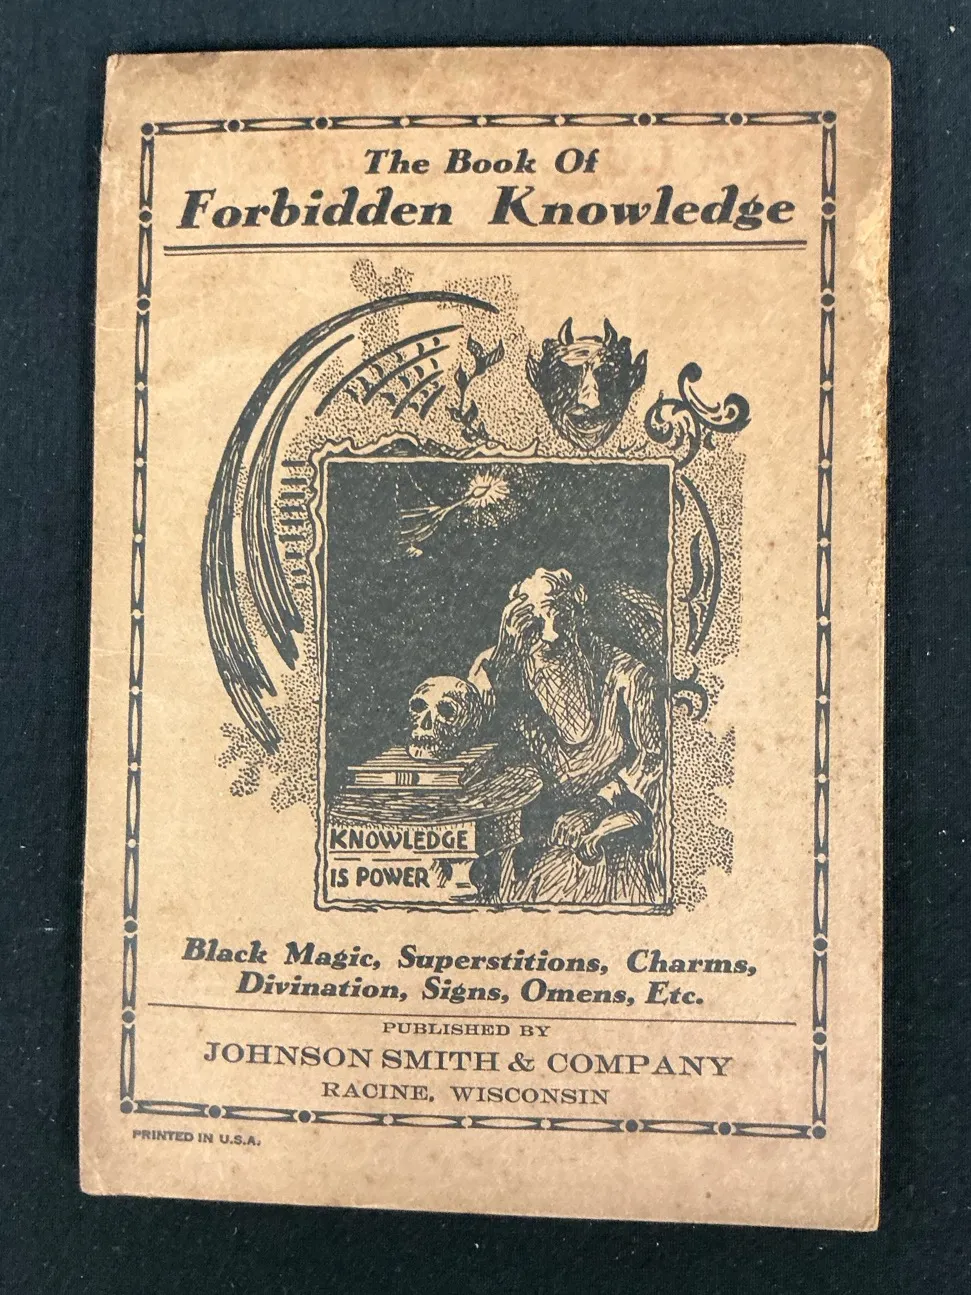 The Book Of
Forbidden Knowledge
KNOWLEDGE
IS POWER
Black Magic, Superstitions, Charms,
Divination, Signs, Omens, Etc.
PUBLISHED BY
JOHNSON SMITH & COMPANY
RACINE, WISCONSIN
PRINTED IN U.S.A.